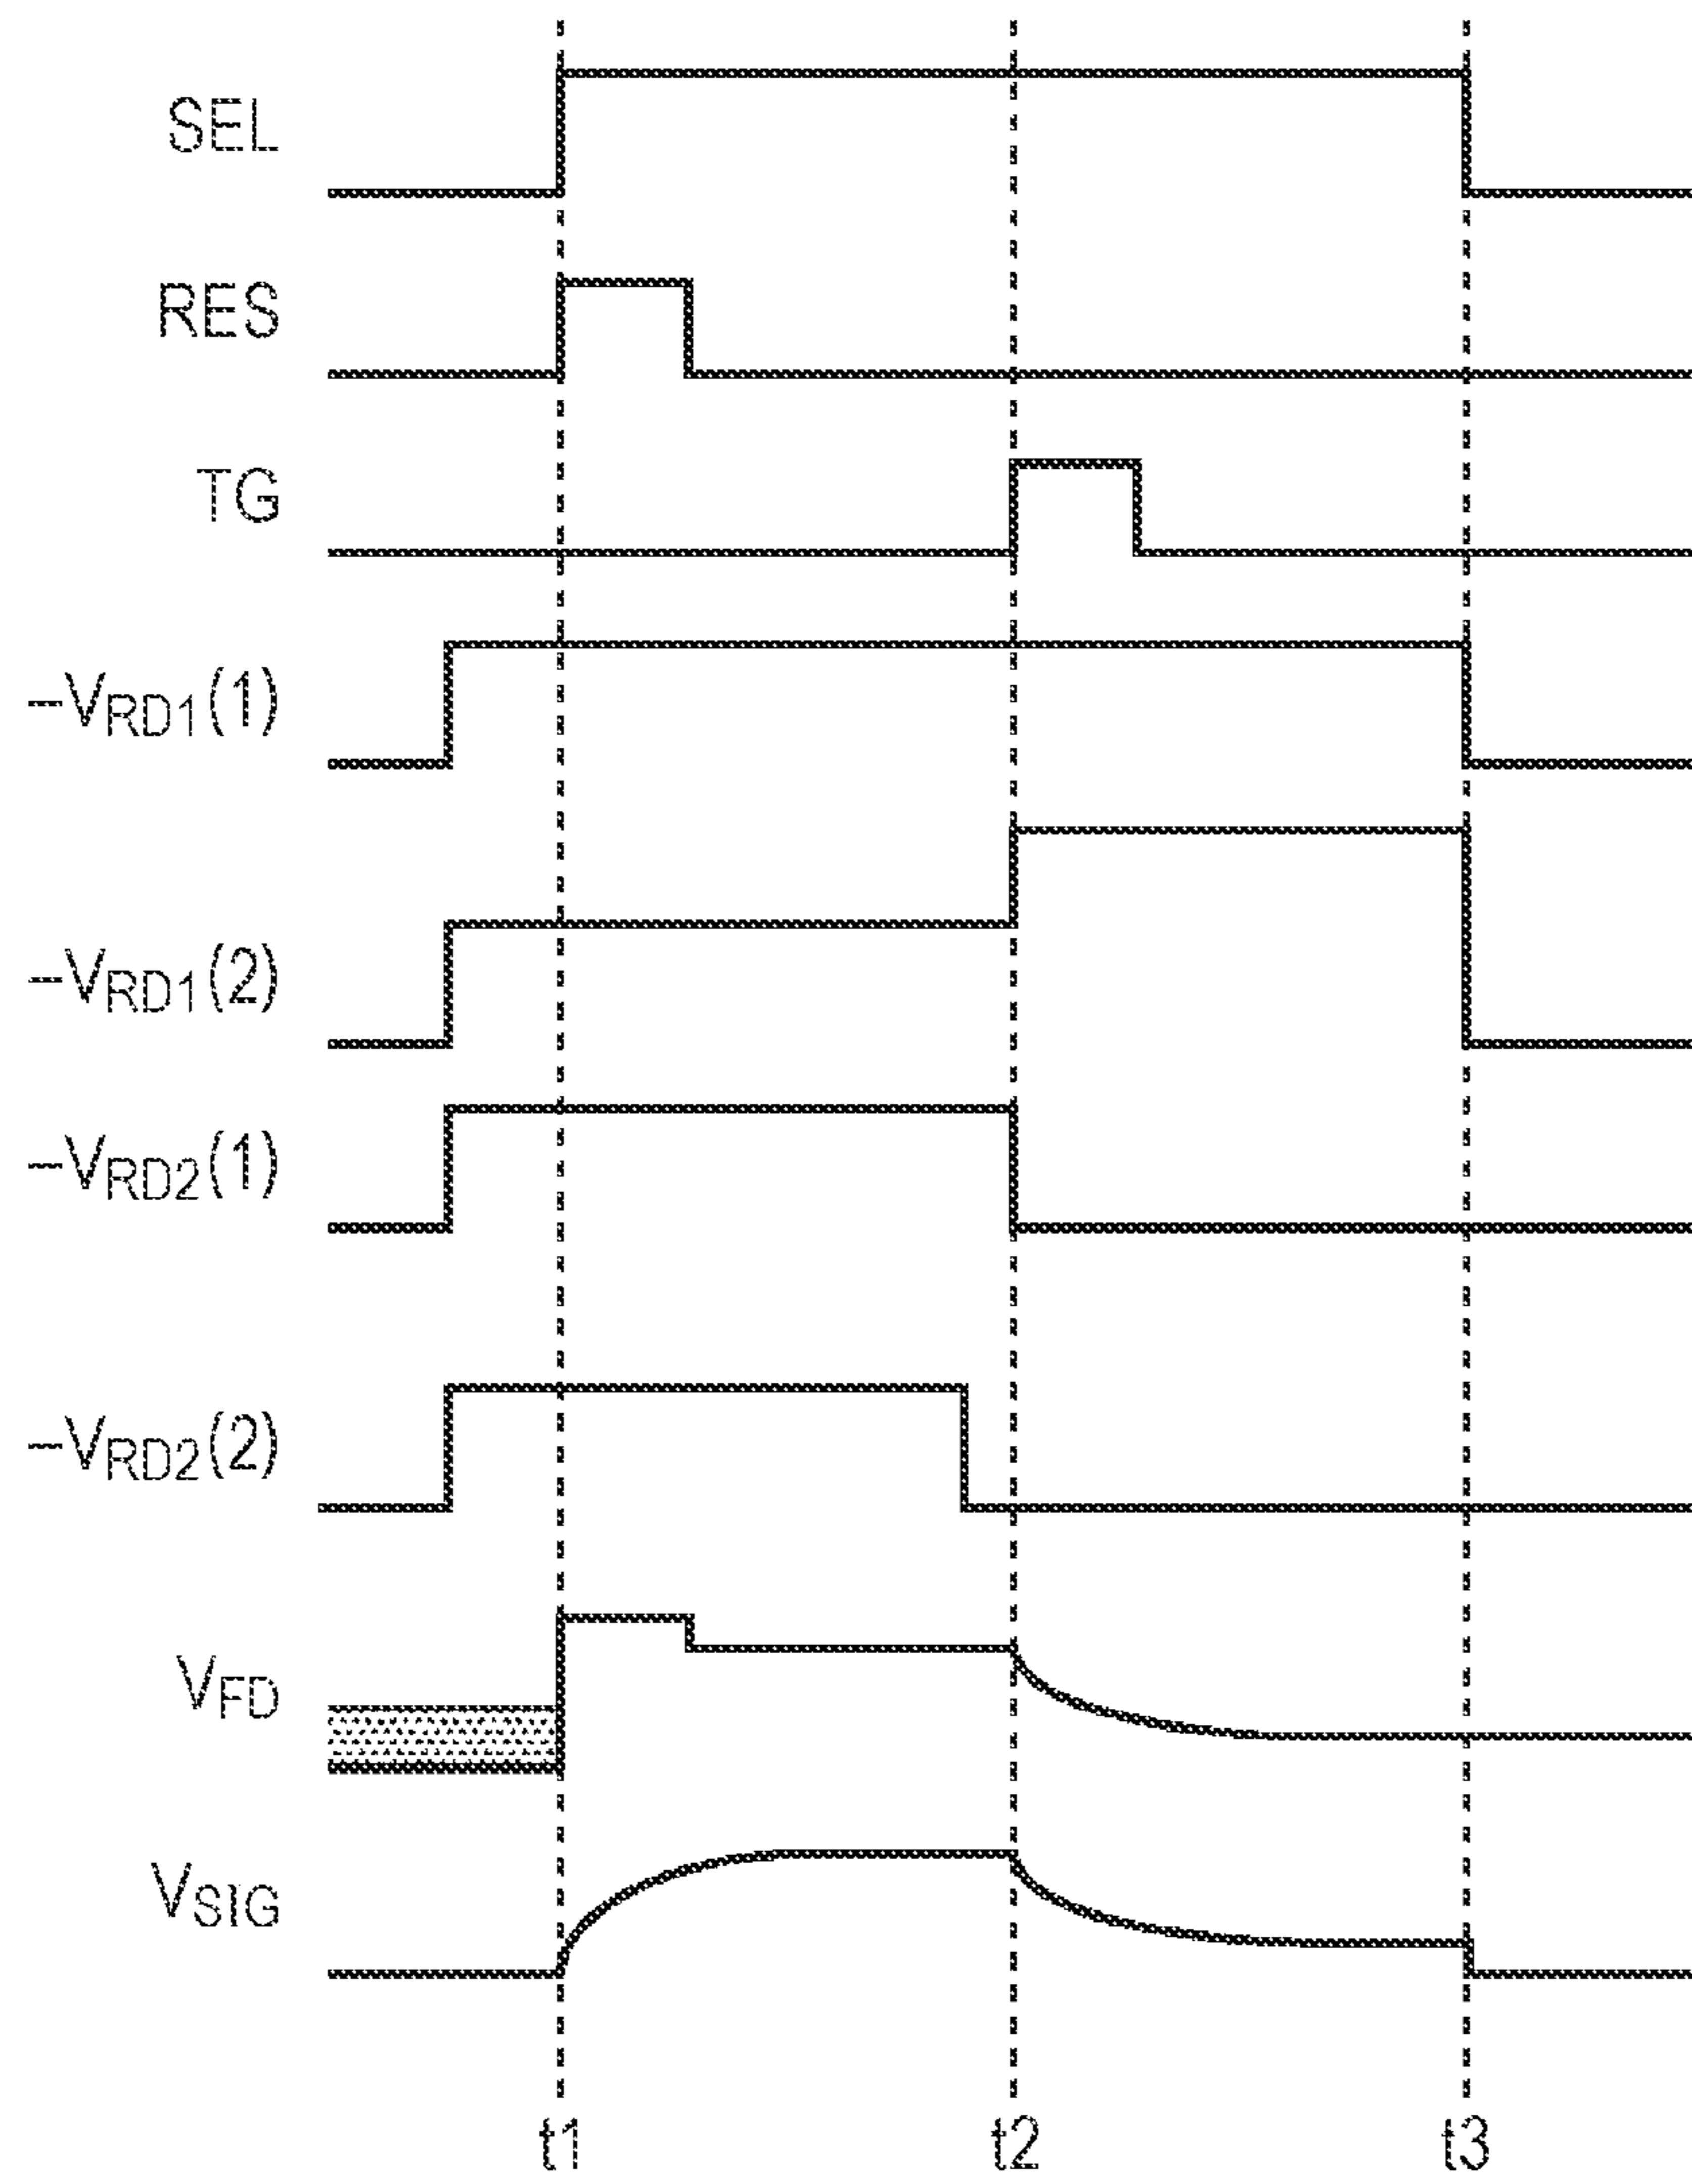 SEL
RES
TG
−VRD1(1)
−VRD1(2)
−VRD2(1)
−VRD2(2)
VFD
VSIG
t1 t2 t3